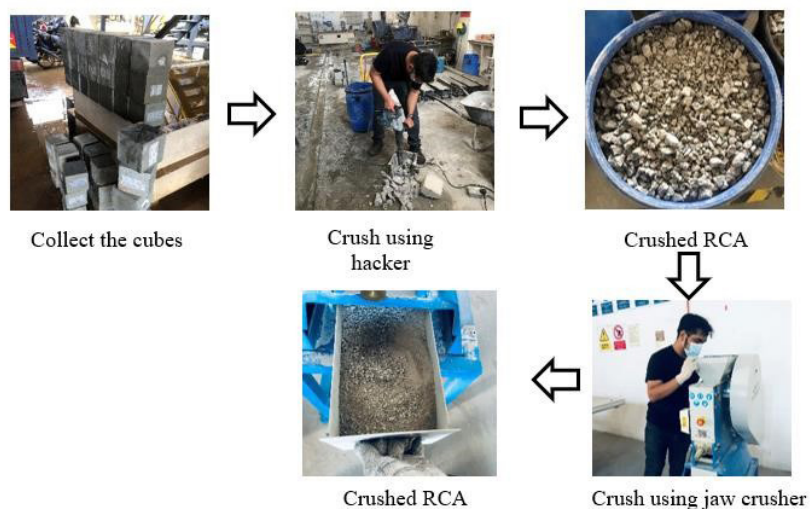 Collect the cubes
Crush using
hacker
Crushed RCA
Crush using jaw crusher
Crushed RCA